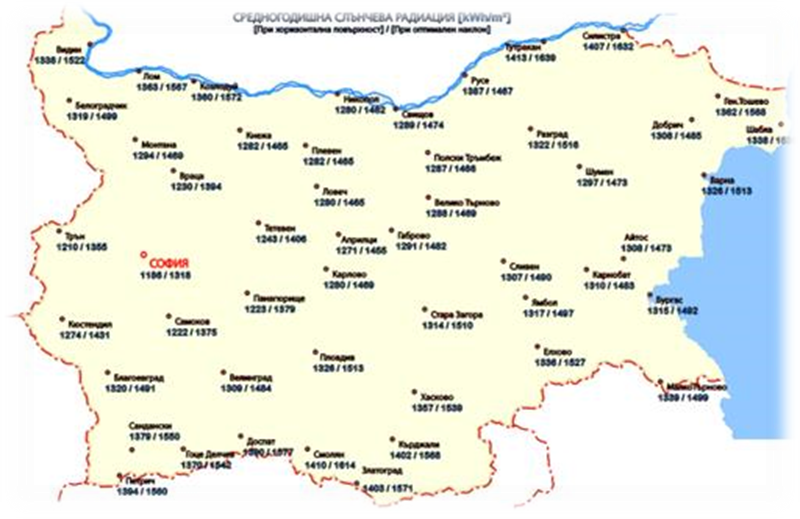 СРЕДНОГОДИШНА СЛЪНЧЕВА РАДИАЦИЯ [kWh/m²]
[При хоризонтална повърхност] / [При оптимален наклон]
Видин
1336 / 1522
Лом
1363 / 1567
Козлодуй
1360 / 1572
Никопол
1280 / 1462
Свищов
1289 / 1474
Русе
1387 / 1467
Тутракан
1413 / 1639
Силистра
1407 / 1632
Белоградчик
1319 / 1499
Ген.Тошево
1362 / 1568
Шабла
1338 /
Добрич
1308 / 1485
Монтана
1294 / 1469
Кнежа
1282 / 1465
Плевен
1282 / 1465
Полски Тръмбеж
1287 / 1466
Разград
1322 / 1516
Шумен
1297 / 1473
Варна
1326 / 1513
Враца
1230 / 1394
Ловеч
1280 / 1465
Велико Търново
1288 / 1469
Трън
1210 / 1355
Тетевен
1243 / 1406
Априлци
1271 / 1455
Габрово
1291 / 1482
Айтос
1308 / 1473
СОФИЯ
1186 / 1318
Карлово
1280 / 1469
Сливен
1307 / 1490
Карнобат
1310 / 1483
Панагюрище
1223 / 1379
Стара Загора
1314 / 1510
Ямбол
1317 / 1497
Бургас
1315 / 1492
Кюстендил
1274 / 1431
Самоков
1222 / 1375
Пловдив
1326 / 1513
Елхово
1336 / 1527
Благоевград
1320 / 1491
Велинград
1309 / 1484
Хасково
1357 / 1539
Малко Търново
1339 / 1499
Сандански
1379 / 1550
Гоце Делчев
1370 / 1542
Доспат
1390 / 1577
Смолян
1410 / 1614
Кърджали
1402 / 1568
Златоград
1403 / 1571
Петрич
1394 / 1560